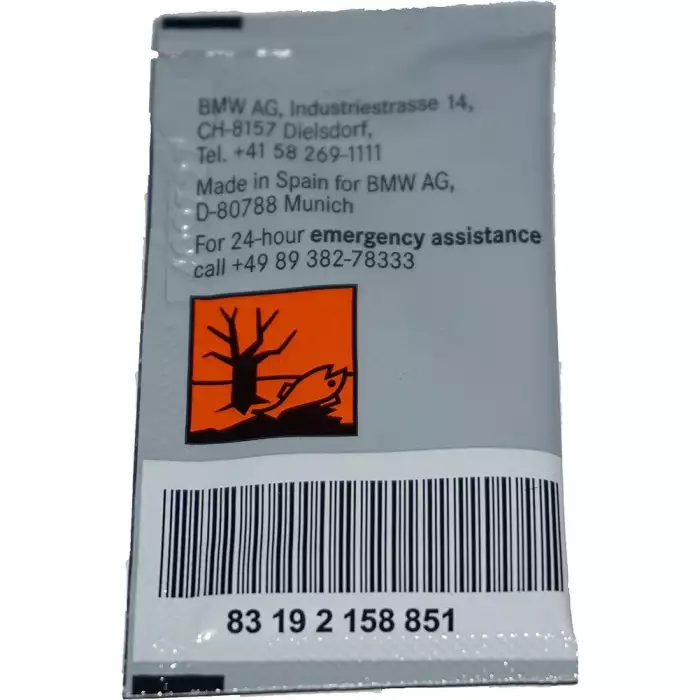 BMW AG, Industriestrasse 14,
CH-8157 Dielsdorf,
Tel. +41 58 269-1111
Made in Spain for BMW AG,
D-80788 Munich
For 24-hour emergency assistance
call +49 89 382-78333
83 19 2 158 851